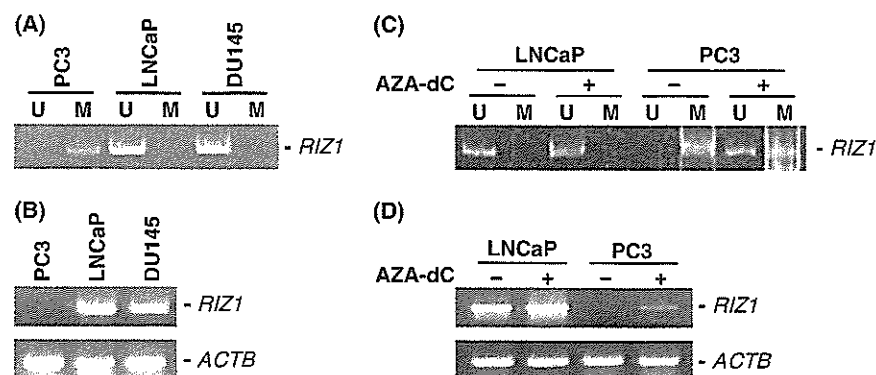 (A)
PC3
LNCaP
DU145
U M U M U M
- RIZ1
(B)
PC3
LNCaP
DU145
- RIZ1
- ACTB
(C)
LNCaP PC3
AZA-dC − + − +
U M U M U M U M
- RIZ1
(D)
LNCaP PC3
AZA-dC − + − +
- RIZ1
- ACTB